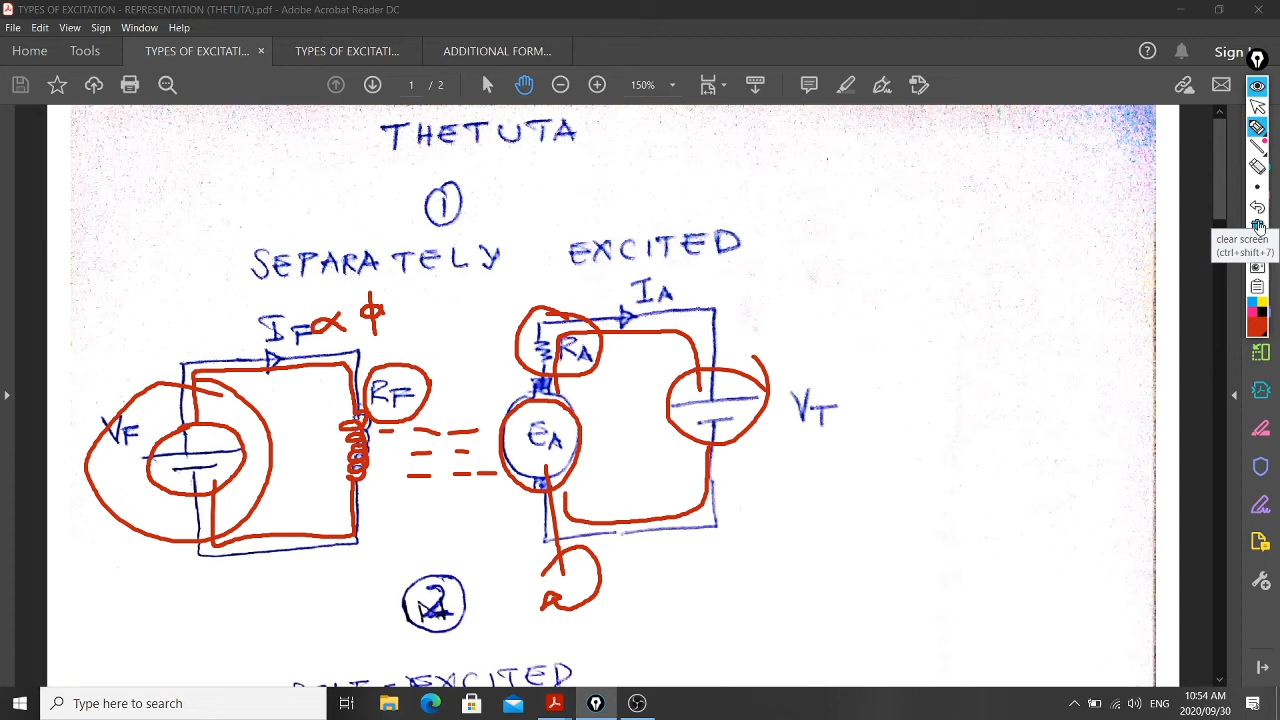 TYPES OF EXCITATION - REPRESENTATION (THETUTA).pdf - Adobe Acrobat Reader DC
File Edit View Sign Window Help
Home Tools TYPES OF EXCITATI... × TYPES OF EXCITATI... ADDITIONAL FORM... Sign
1 / 2 150%
clear screen
(ctrl+shift+7)
THETUTA
1
SEPARATELY EXCITED
IA
IF α φ
RF
RA
VF
EA
VT
2
SELF-EXCITED
Type here to search
ENG
10:54 AM
2020/09/30